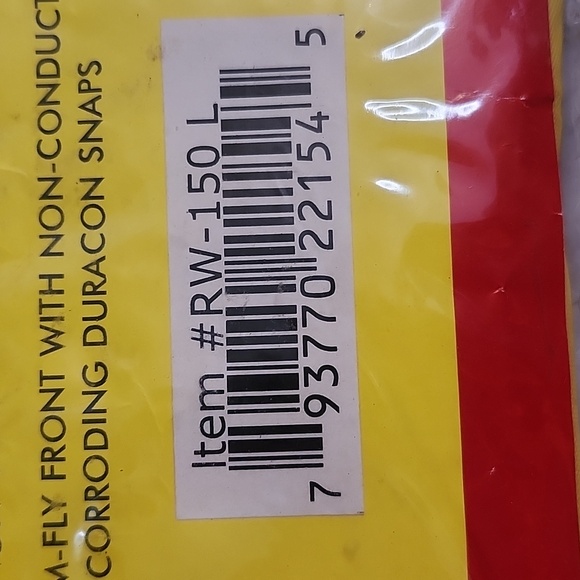 M-FLY FRONT WITH NON-CONDUCT
CORRODING DURACON SNAPS
Item #RW-150 L
7 93770 22154 5